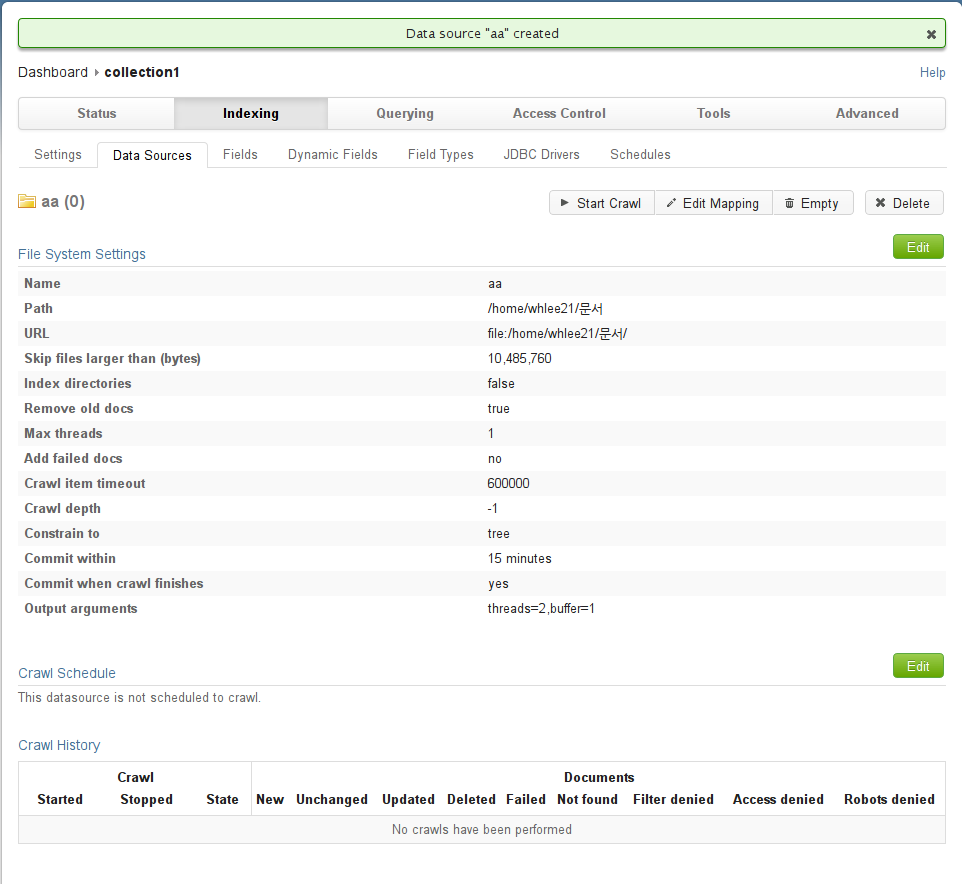 Data source "aa" created ✖
Dashboard ▸ collection1 Help
Status Indexing Querying Access Control Tools Advanced
Settings Data Sources Fields Dynamic Fields Field Types JDBC Drivers Schedules
aa (0) Start Crawl Edit Mapping Empty Delete
File System Settings Edit
Name aa
Path /home/whlee21/문서
URL file:/home/whlee21/문서/
Skip files larger than (bytes) 10,485,760
Index directories false
Remove old docs true
Max threads 1
Add failed docs no
Crawl item timeout 600000
Crawl depth -1
Constrain to tree
Commit within 15 minutes
Commit when crawl finishes yes
Output arguments threads=2,buffer=1
Crawl Schedule Edit
This datasource is not scheduled to crawl.
Crawl History
Crawl Documents
Started Stopped State New Unchanged Updated Deleted Failed Not found Filter denied Access denied Robots denied
No crawls have been performed